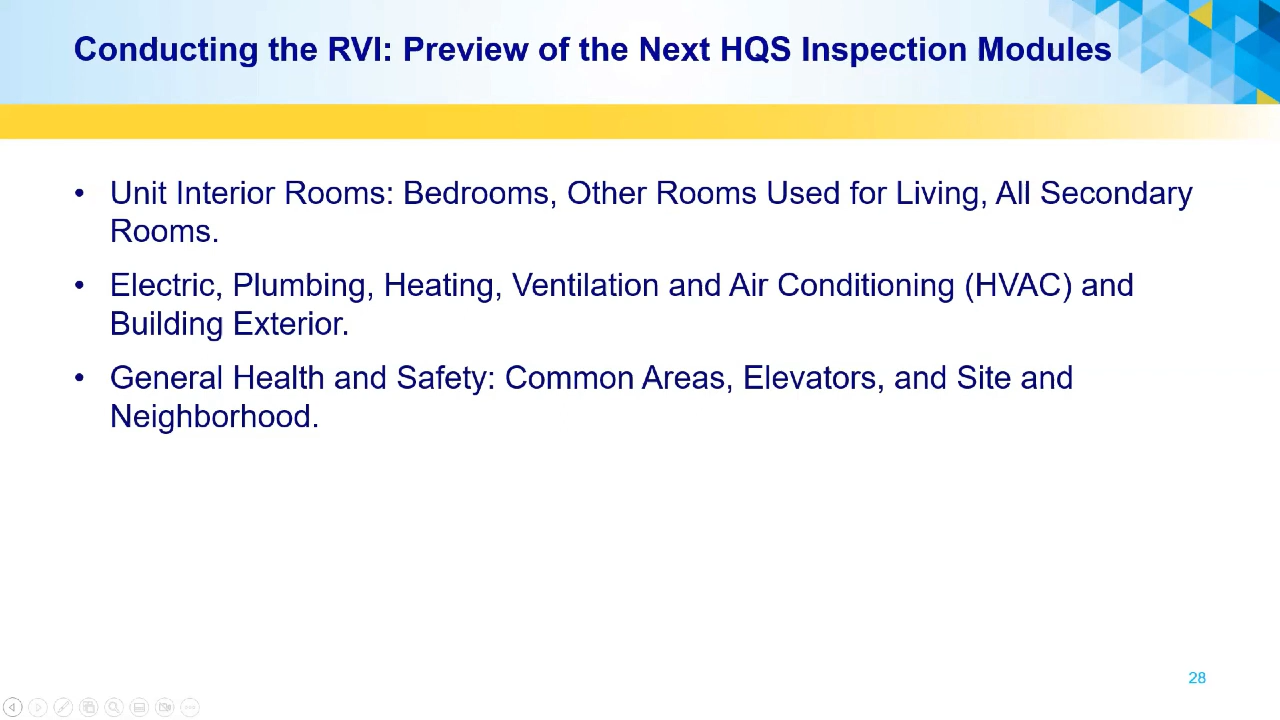 Conducting the RVI: Preview of the Next HQS Inspection Modules
• Unit Interior Rooms: Bedrooms, Other Rooms Used for Living, All Secondary
Rooms.
• Electric, Plumbing, Heating, Ventilation and Air Conditioning (HVAC) and
Building Exterior.
• General Health and Safety: Common Areas, Elevators, and Site and
Neighborhood.
28